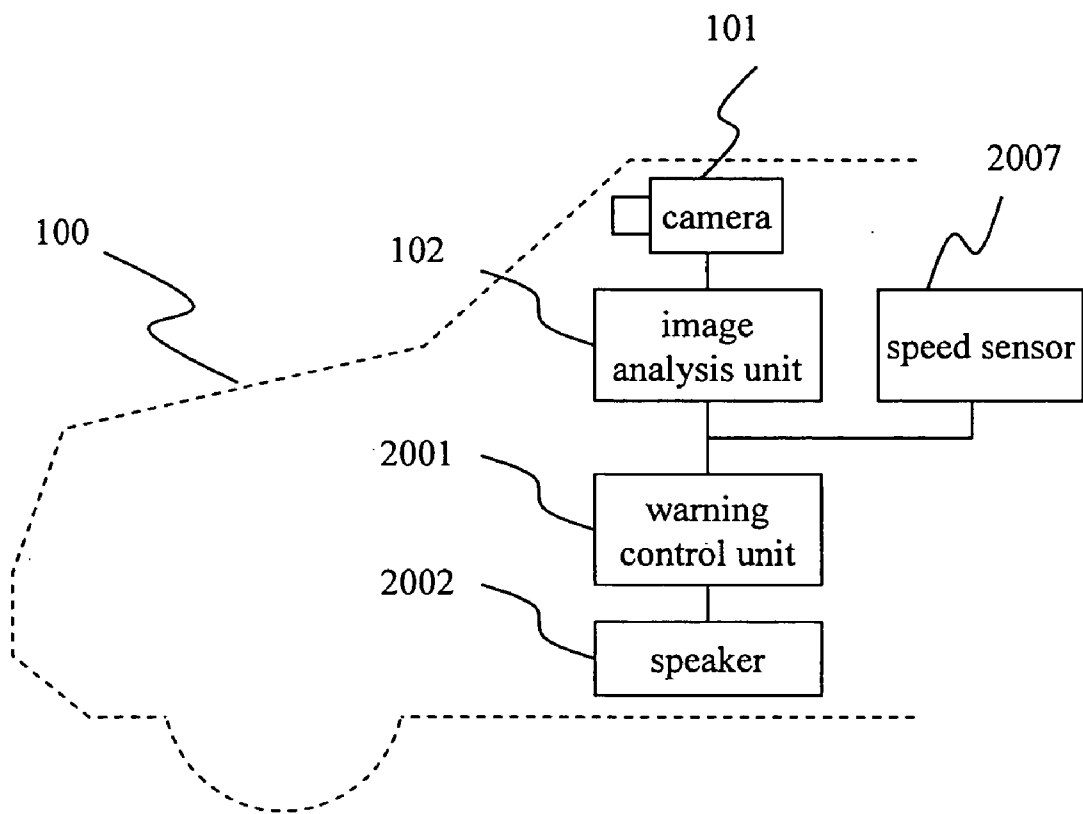 101
2007
camera
100
102
image
analysis unit
speed sensor
2001
warning
control unit
2002
speaker